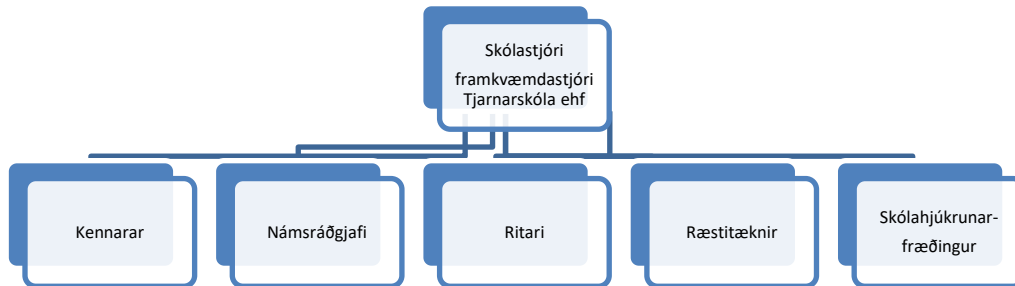 Skólastjóri
framkvæmdastjóri
Tjarnarskóla ehf
Kennarar
Námsráðgjafi
Ritari
Ræstitæknir
Skólahjúkrunar-
fræðingur